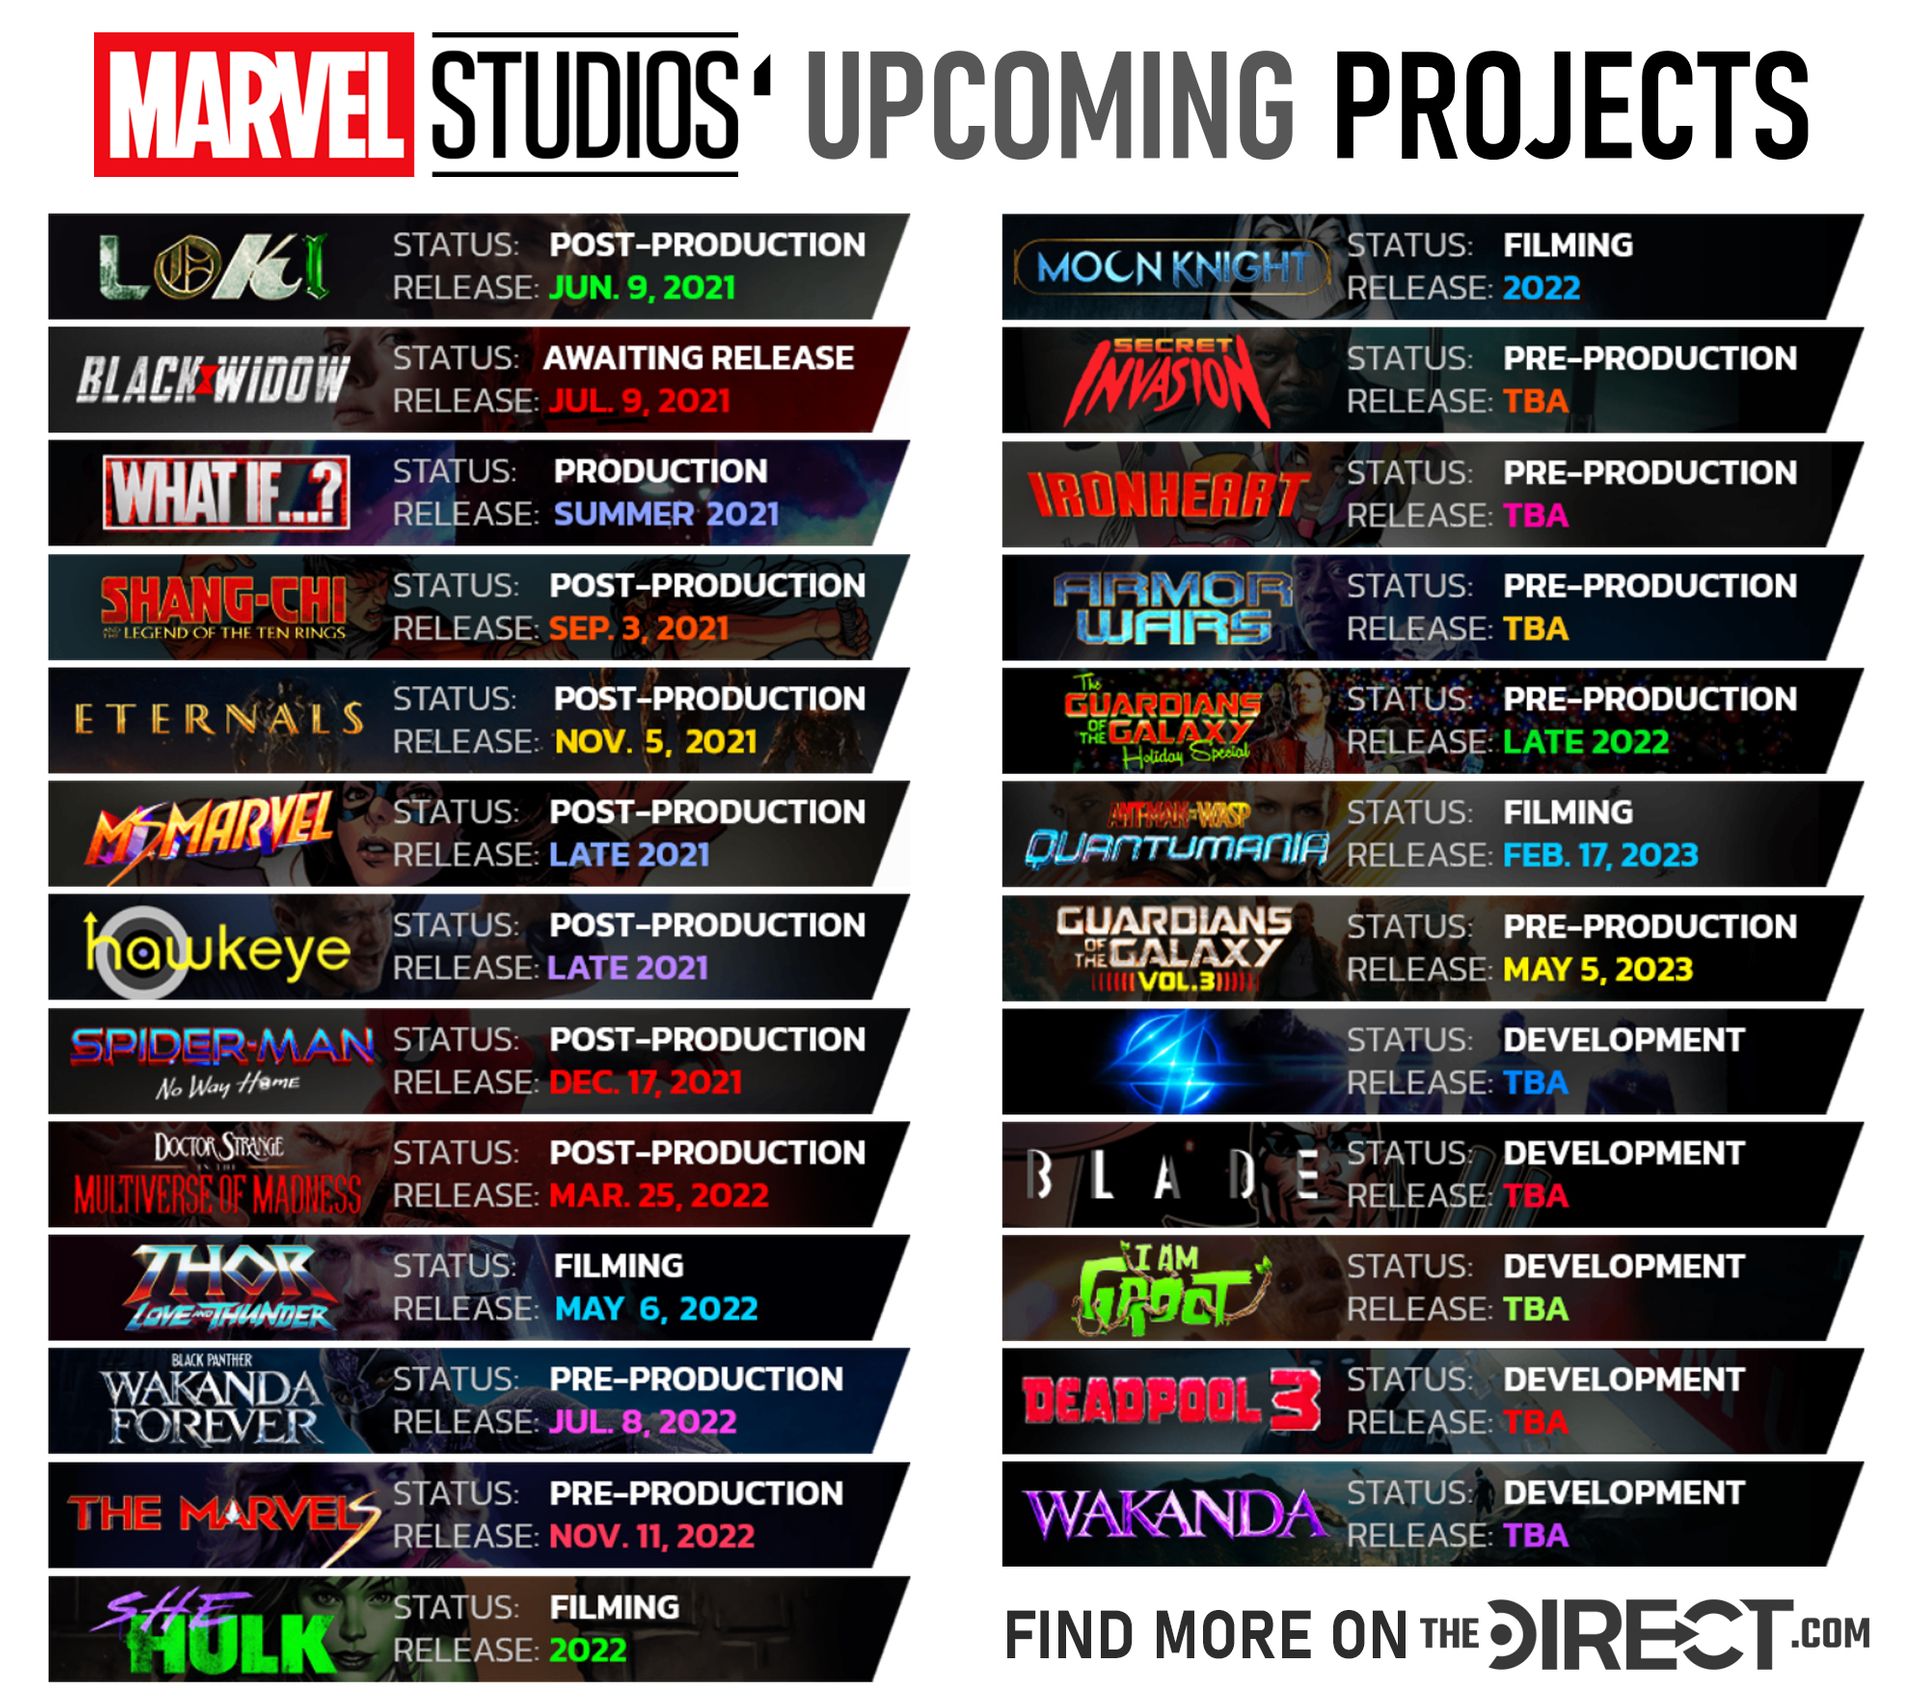 MARVEL STUDIOS' UPCOMING PROJECTS
LOKI
STATUS: POST-PRODUCTION
RELEASE: JUN. 9, 2021
BLACK WIDOW
STATUS: AWAITING RELEASE
RELEASE: JUL. 9, 2021
WHAT IF...?
STATUS: PRODUCTION
RELEASE: SUMMER 2021
SHANG-CHI
AND THE LEGEND OF THE TEN RINGS
STATUS: POST-PRODUCTION
RELEASE: SEP. 3, 2021
ETERNALS
STATUS: POST-PRODUCTION
RELEASE: NOV. 5, 2021
MS MARVEL
STATUS: POST-PRODUCTION
RELEASE: LATE 2021
hawkeye
STATUS: POST-PRODUCTION
RELEASE: LATE 2021
SPIDER-MAN
No Way Home
STATUS: POST-PRODUCTION
RELEASE: DEC. 17, 2021
DOCTOR STRANGE
IN THE
MULTIVERSE OF MADNESS
STATUS: POST-PRODUCTION
RELEASE: MAR. 25, 2022
THOR
LOVE AND THUNDER
STATUS: FILMING
RELEASE: MAY 6, 2022
BLACK PANTHER
WAKANDA
FOREVER
STATUS: PRE-PRODUCTION
RELEASE: JUL. 8, 2022
THE MARVELS
STATUS: PRE-PRODUCTION
RELEASE: NOV. 11, 2022
SHE
HULK
STATUS: FILMING
RELEASE: 2022
MOON KNIGHT
STATUS: FILMING
RELEASE: 2022
SECRET
INVASION
STATUS: PRE-PRODUCTION
RELEASE: TBA
IRONHEART
STATUS: PRE-PRODUCTION
RELEASE: TBA
ARMOR
WARS
STATUS: PRE-PRODUCTION
RELEASE: TBA
The
GUARDIANS
OF THE GALAXY
Holiday Special
STATUS: PRE-PRODUCTION
RELEASE: LATE 2022
ANT-MAN AND THE WASP
QUANTUMANIA
STATUS: FILMING
RELEASE: FEB. 17, 2023
GUARDIANS
OF THE GALAXY
VOL.3
STATUS: PRE-PRODUCTION
RELEASE: MAY 5, 2023
4
STATUS: DEVELOPMENT
RELEASE: TBA
BLADE
STATUS: DEVELOPMENT
RELEASE: TBA
I AM
GROOT
STATUS: DEVELOPMENT
RELEASE: TBA
DEADPOOL 3
STATUS: DEVELOPMENT
RELEASE: TBA
WAKANDA
STATUS: DEVELOPMENT
RELEASE: TBA
FIND MORE ON THE DIRECT.COM